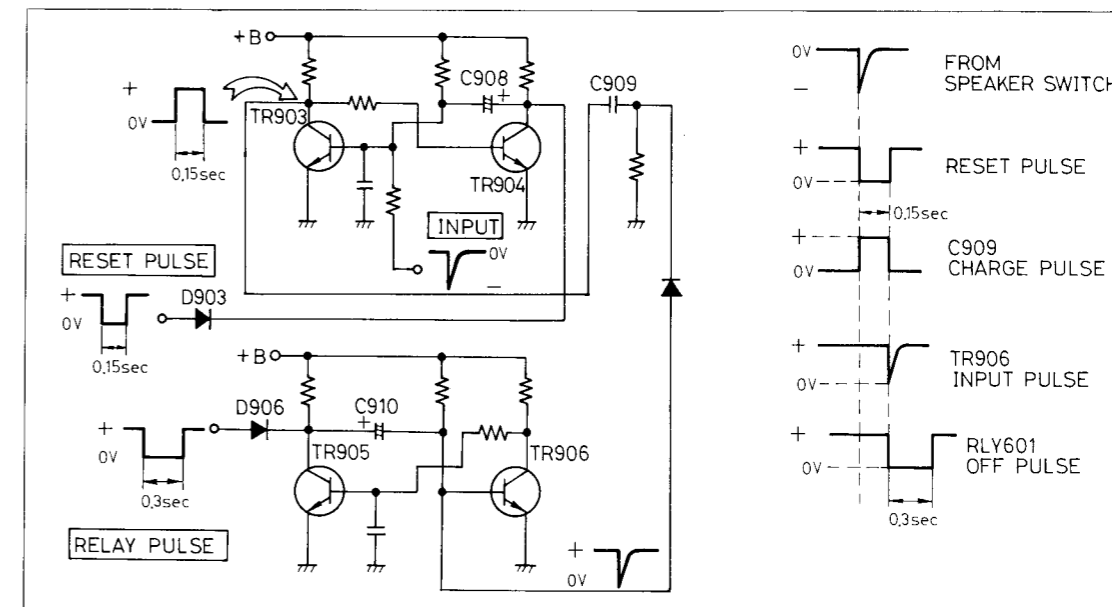 +B
C908
+
C909
+
0V
TR903
0,15sec
TR904
INPUT
0V
−
RESET PULSE
+
0V
D903
0,15sec
+B
D906
C910
+
+
0V
TR905
TR906
0,3sec
RELAY PULSE
+
0V
0V
−
FROM
SPEAKER SWITCH
+
0V
RESET PULSE
0,15sec
+
0V
C909
CHARGE PULSE
+
0V
TR906
INPUT PULSE
+
0V
RLY601
OFF PULSE
0,3sec